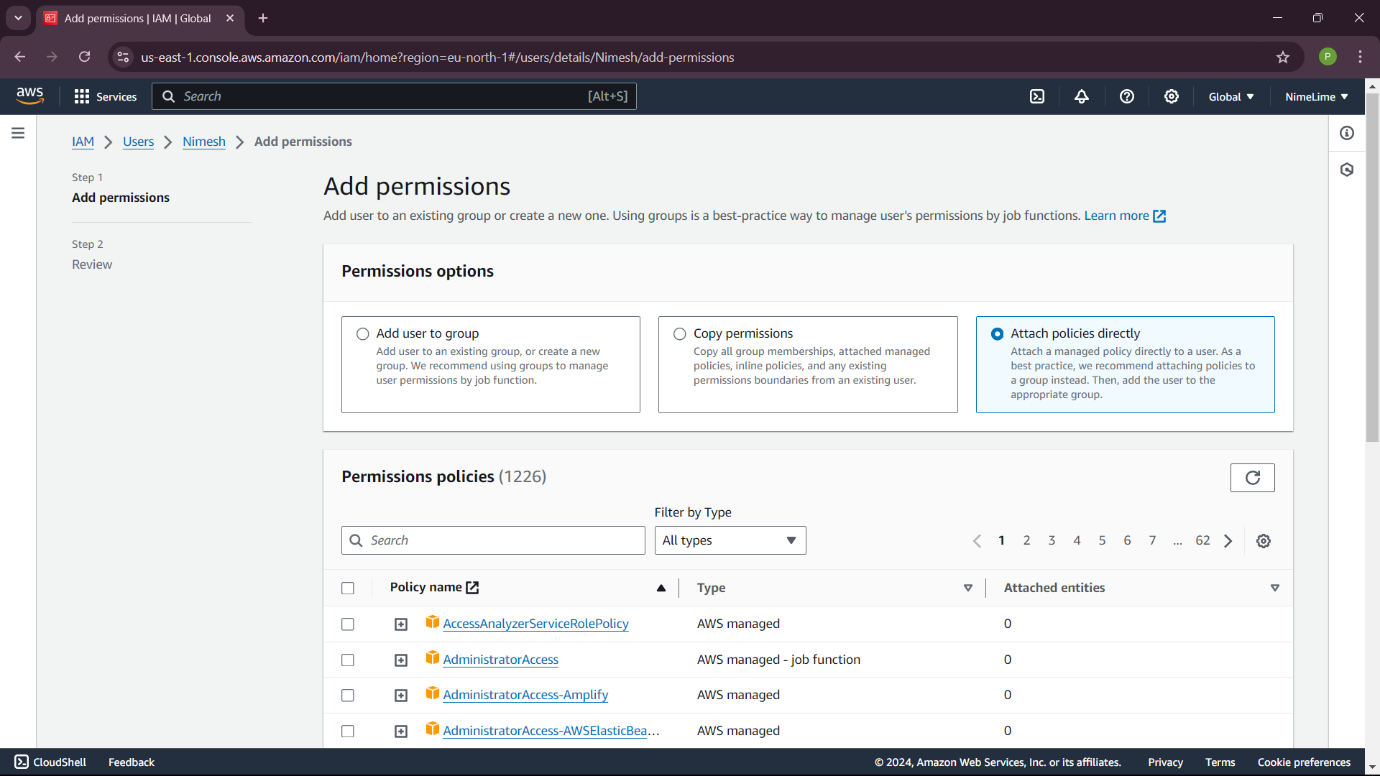 Add permissions | IAM | Global
us-east-1.console.aws.amazon.com/iam/home?region=eu-north-1#/users/details/Nimesh/add-permissions
P
aws
Services
Search
[Alt+S]
Global
NimeLime
IAM
Users
Nimesh
Add permissions
Step 1
Add permissions
Step 2
Review
Add permissions
Add user to an existing group or create a new one. Using groups is a best-practice way to manage user's permissions by job functions. Learn more
Permissions options
Add user to group
Add user to an existing group, or create a new
group. We recommend using groups to manage
user permissions by job function.
Copy permissions
Copy all group memberships, attached managed
policies, inline policies, and any existing
permissions boundaries from an existing user.
Attach policies directly
Attach a managed policy directly to a user. As a
best practice, we recommend attaching policies to
a group instead. Then, add the user to the
appropriate group.
Permissions policies (1226)
Filter by Type
Search
All types
1 2 3 4 5 6 7 ... 62
Policy name
Type
Attached entities
AccessAnalyzerServiceRolePolicy
AWS managed
0
AdministratorAccess
AWS managed - job function
0
AdministratorAccess-Amplify
AWS managed
0
AdministratorAccess-AWSElasticBea...
AWS managed
0
CloudShell
Feedback
© 2024, Amazon Web Services, Inc. or its affiliates.
Privacy
Terms
Cookie preferences